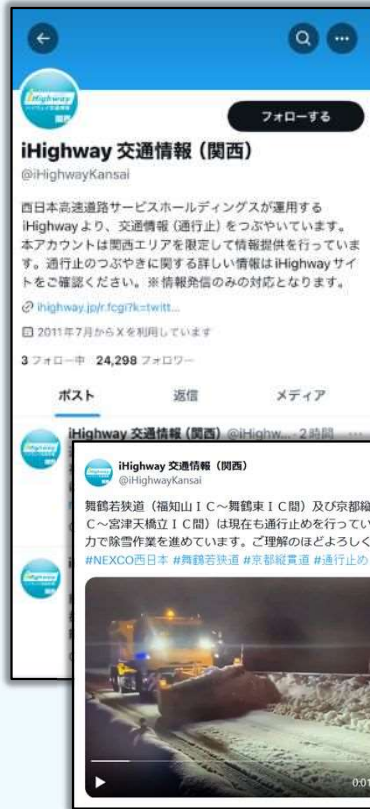 iHighway
関西
フォローする
iHighway 交通情報（関西）
@iHighwayKansai
西日本高速道路サービスホールディングスが運用する
iHighwayより、交通情報（通行止）をつぶやいています。
本アカウントは関西エリアを限定して情報提供を行っていま
す。通行止のつぶやきに関する詳しい情報はiHighwayサイ
トをご確認ください。※情報発信のみの対応となります。
ihighway.jp/r.fcgi?k=twitt...
2011年7月からXを利用しています
3 フォロー中 24,298 フォロワー
ポスト 返信 メディア
iHighway 交通情報（関西） @iHighw... · 2時間
iHighway 交通情報（関西）
@iHighwayKansai
舞鶴若狭道（福知山ＩＣ～舞鶴東ＩＣ間）及び京都縦
Ｃ～宮津天橋立ＩＣ間）は現在も通行止めを行ってい
力で除雪作業を進めています。ご理解のほどよろしく
#NEXCO西日本 #舞鶴若狭道 #京都縦貫道 #通行止め
0:01